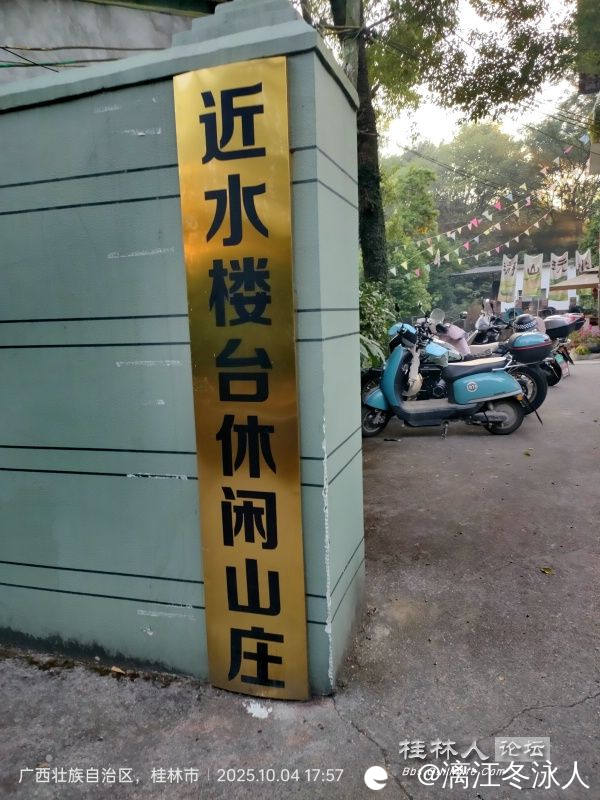 近水楼台休闲山庄
广西壮族自治区，桂林市 | 2025.10.04 17:57
桂林人 论坛
@漓江冬泳人